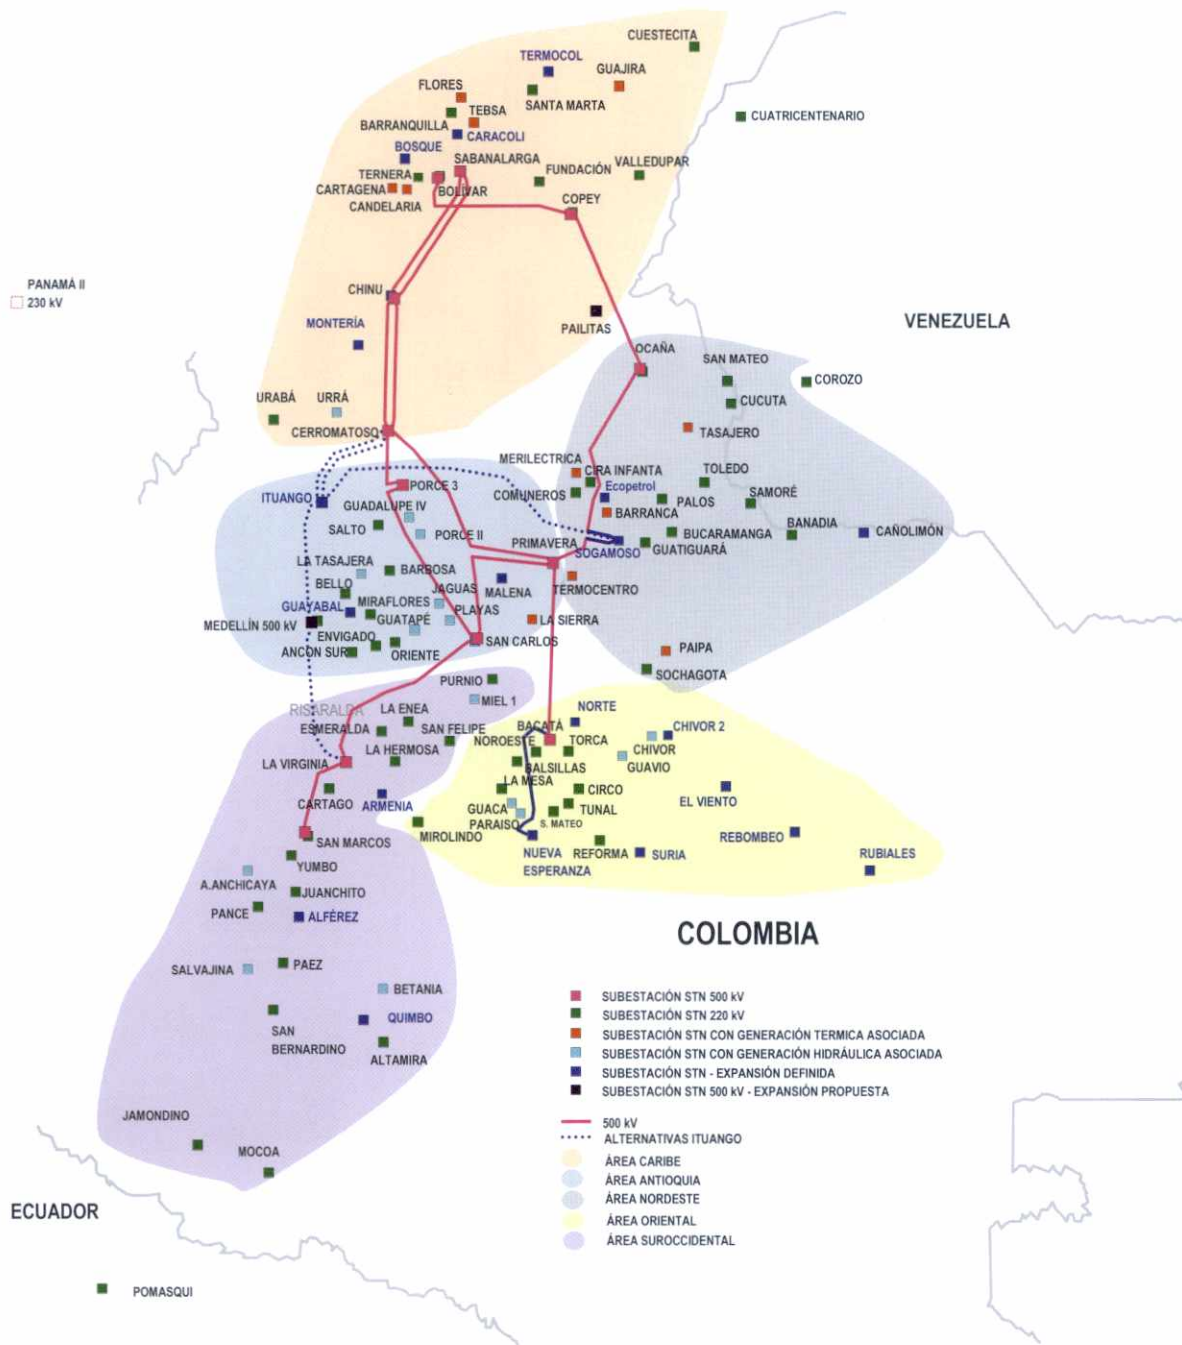 CUESTECITA
TERMOCOL
GUAJIRA
FLORES
SANTA MARTA
TEBSA
CUATRICENTENARIO
BARRANQUILLA
CARACOLI
BOSQUE
SABANALARGA
VALLEDUPAR
FUNDACIÓN
TERNERA
CARTAGENA
BOLÍVAR
CANDELARIA
COPEY
PANAMÁ II
230 kV
CHINU
MONTERÍA
PAILITAS
VENEZUELA
OCAÑA
SAN MATEO
COROZO
URABÁ
URRÁ
CUCUTA
CERROMATOSO
TASAJERO
MERILECTRICA
CIRA INFANTA
TOLEDO
PORCE 3
Ecopetrol
COMUNEROS
ITUANGO
GUADALUPE IV
PALOS
SAMORÉ
BARRANCA
SALTO
PORCE II
PRIMAVERA
BUCARAMANGA
BANADIA
CAÑOLIMÓN
SOGAMOSO
GUATIGUARÁ
LA TASAJERA
BARBOSA
BELLO
JAGUAS
MALENA
TERMOCENTRO
GUAYABAL
MIRAFLORES
PLAYAS
GUATAPÉ
LA SIERRA
MEDELLÍN 500 kV
ENVIGADO
SAN CARLOS
ANCON SUR
ORIENTE
PAIPA
SOCHAGOTA
PURNIO
MIEL 1
RISARALDA
LA ENEA
NORTE
ESMERALDA
SAN FELIPE
BACATÁ
CHIVOR 2
NOROESTE
TORCA
CHIVOR
LA HERMOSA
GUAVIO
LA VIRGINIA
BALSILLAS
LA MESA
CARTAGO
ARMENIA
CIRCO
EL VIENTO
GUACA
TUNAL
PARAISO
S. MATEO
MIROLINDO
REBOMBEO
SAN MARCOS
REFORMA
NUEVA
ESPERANZA
SURIA
YUMBO
RUBIALES
A.ANCHICAYA
JUANCHITO
PANCE
ALFÉREZ
COLOMBIA
SALVAJINA
PAEZ
BETANIA
QUIMBO
SAN
BERNARDINO
ALTAMIRA
SUBESTACIÓN STN 500 kV
SUBESTACIÓN STN 220 kV
SUBESTACIÓN STN CON GENERACIÓN TERMICA ASOCIADA
SUBESTACIÓN STN CON GENERACIÓN HIDRÁULICA ASOCIADA
SUBESTACIÓN STN - EXPANSIÓN DEFINIDA
SUBESTACIÓN STN 500 kV - EXPANSIÓN PROPUESTA
500 kV
ALTERNATIVAS ITUANGO
ÁREA CARIBE
ÁREA ANTIOQUIA
ÁREA NORDESTE
ÁREA ORIENTAL
ÁREA SUROCCIDENTAL
JAMONDINO
MOCOA
ECUADOR
POMASQUI